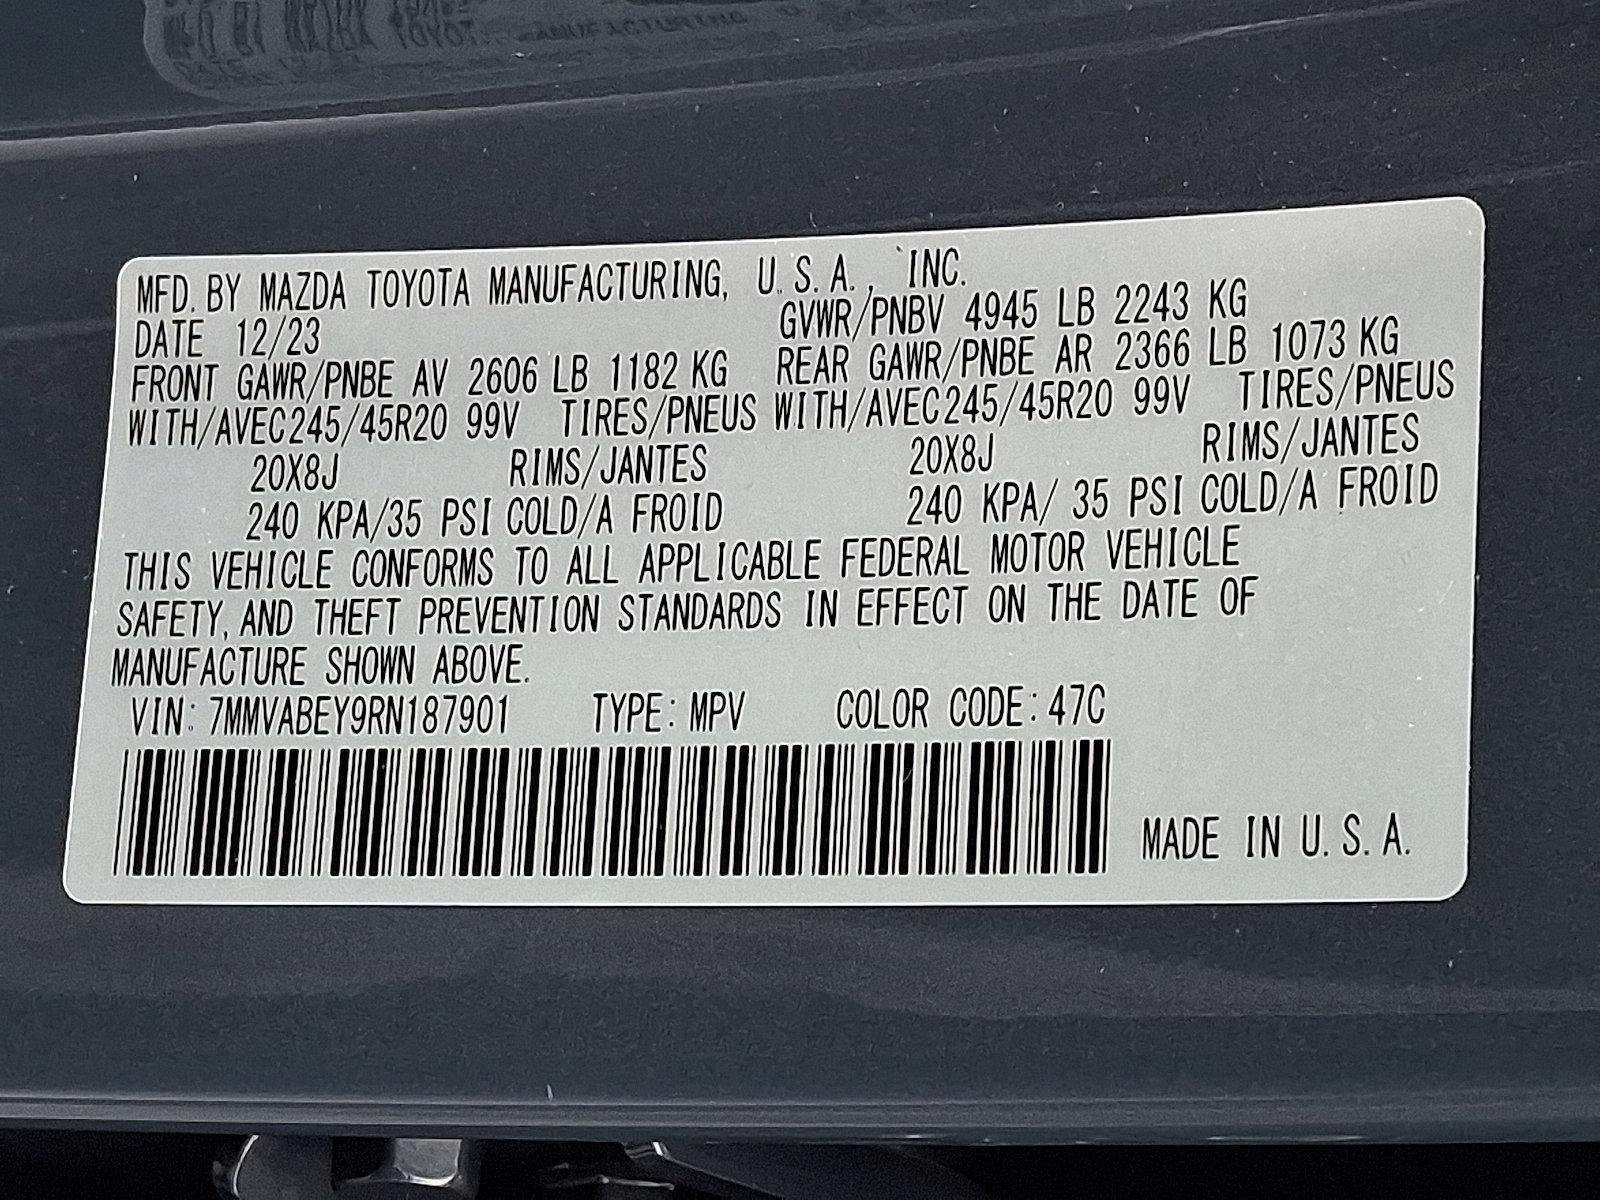 MFD. BY MAZDA TOYOTA MANUFACTURING, U.S.A., INC.
DATE 12/23 GVWR/PNBV 4945 LB 2243 KG
FRONT GAWR/PNBE AV 2606 LB 1182 KG REAR GAWR/PNBE AR 2366 LB 1073 KG
WITH/AVEC245/45R20 99V TIRES/PNEUS WITH/AVEC245/45R20 99V TIRES/PNEUS
20X8J RIMS/JANTES 20X8J RIMS/JANTES
240 KPA/35 PSI COLD/A FROID 240 KPA/ 35 PSI COLD/A FROID
THIS VEHICLE CONFORMS TO ALL APPLICABLE FEDERAL MOTOR VEHICLE
SAFETY, AND THEFT PREVENTION STANDARDS IN EFFECT ON THE DATE OF
MANUFACTURE SHOWN ABOVE.
VIN: 7MMVABEY9RN187901 TYPE: MPV COLOR CODE: 47C
MADE IN U.S.A.